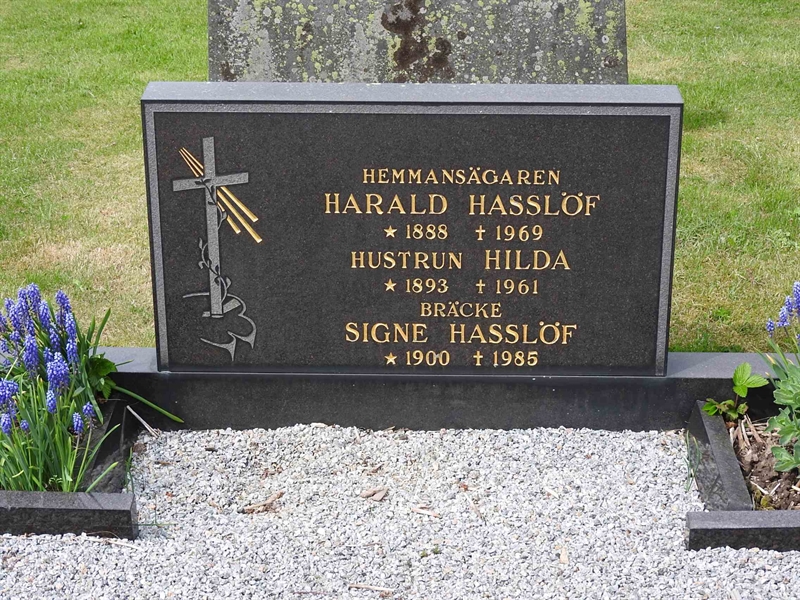 HEMMANSÄGAREN
HARALD HASSLÖF
★ 1888 ✝ 1969
HUSTRUN HILDA
★ 1893 ✝ 1961
BRÄCKE
SIGNE HASSLÖF
★ 1900 ✝ 1985